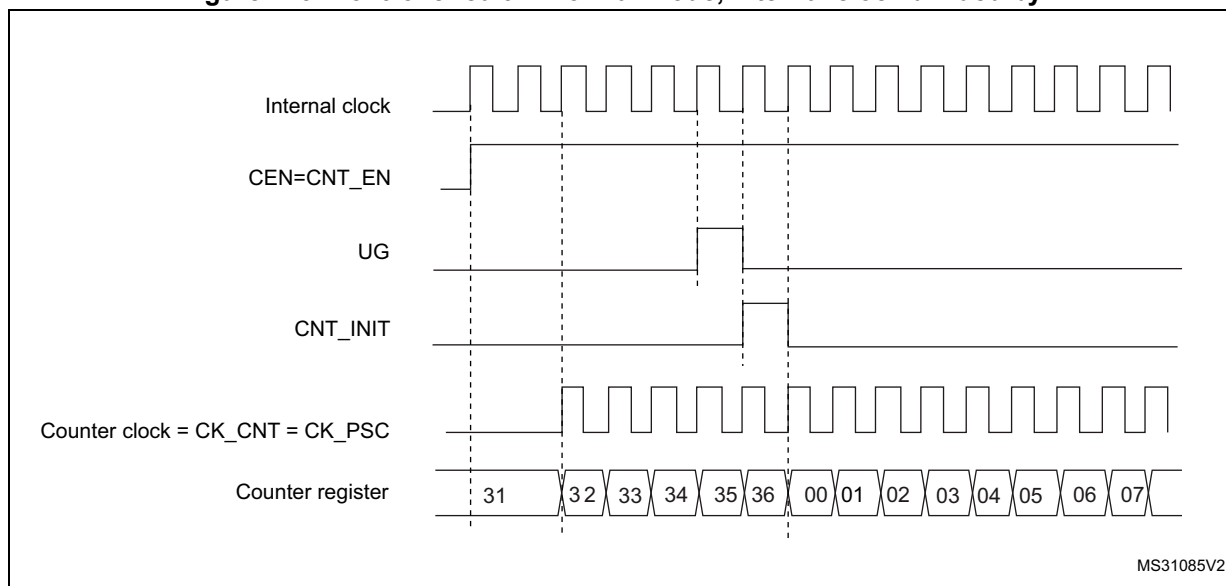 Internal clock
CEN=CNT_EN
UG
CNT_INIT
Counter clock = CK_CNT = CK_PSC
Counter register 31 32 33 34 35 36 00 01 02 03 04 05 06 07
MS31085V2